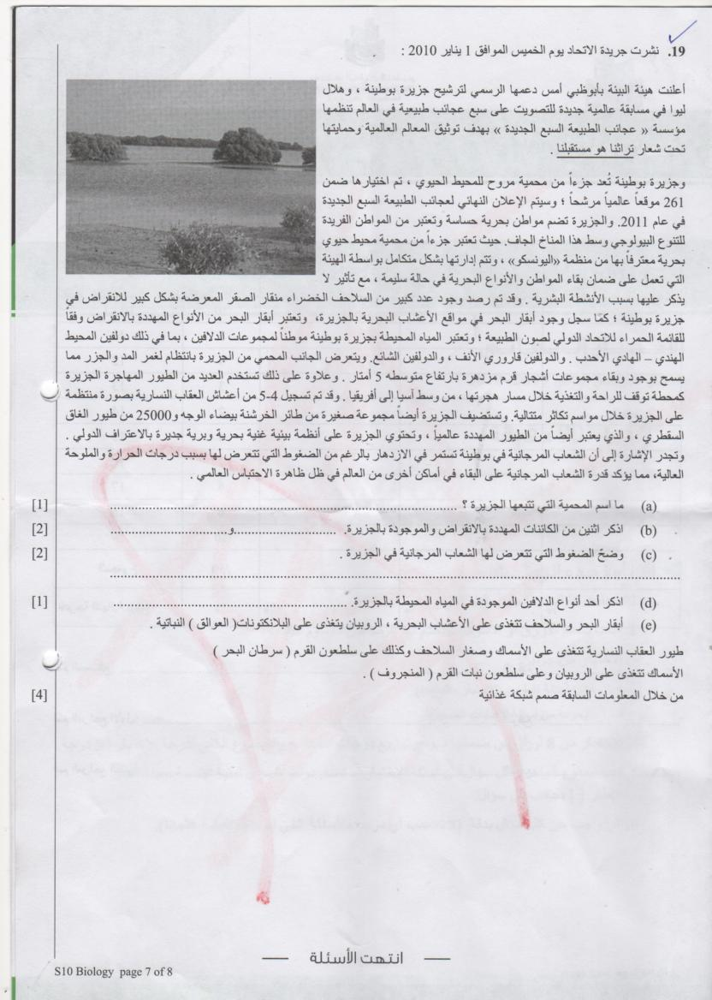 19. نشرت جريدة الاتحاد يوم الخميس الموافق 1 يناير 2010 :
أعلنت هيئة البيئة بأبوظبي أمس دعمها الرسمي لترشيح جزيرة بوطينة ، وهلال
ليوا في مسابقة عالمية جديدة للتصويت على سبع عجائب طبيعية في العالم تنظمها
مؤسسة « عجائب الطبيعة السبع الجديدة » بهدف توثيق المعالم العالمية وحمايتها
تحت شعار تراثنا هو مستقبلنا .
وجزيرة بوطينة تُعد جزءاً من محمية مروح للمحيط الحيوي ، تم اختيارها ضمن
261 موقعاً عالمياً مرشحاً ؛ وسيتم الإعلان النهائي لعجائب الطبيعة السبع الجديدة
في عام 2011. والجزيرة تضم مواطن بحرية حساسة وتعتبر من المواطن الفريدة
للتنوع البيولوجي وسط هذا المناخ الجاف. حيث تعتبر جزءاً من محمية محيط حيوي
بحرية معترفاً بها من منظمة «اليونسكو» ، وتتم إدارتها بشكل متكامل بواسطة الهيئة
التي تعمل على ضمان بقاء المواطن والأنواع البحرية في حالة سليمة ، مع تأثير لا
يذكر عليها بسبب الأنشطة البشرية . وقد تم رصد وجود عدد كبير من السلاحف الخضراء منقار الصقر المعرضة بشكل كبير للانقراض في
جزيرة بوطينة ؛ كما سجل وجود أبقار البحر في مواقع الأعشاب البحرية بالجزيرة، وتعتبر أبقار البحر من الأنواع المهددة بالانقراض وفقاً
للقائمة الحمراء للاتحاد الدولي لصون الطبيعة ؛ وتعتبر المياه المحيطة بجزيرة بوطينة موطناً لمجموعات الدلافين ، بما في ذلك دولفين المحيط
الهندي – الهادي الأحدب . والدولفين قاروري الأنف ، والدولفين الشائع. ويتعرض الجانب المحمي من الجزيرة بانتظام لغمر المد والجزر مما
يسمح بوجود وبقاء مجموعات أشجار قرم مزدهرة بارتفاع متوسطه 5 أمتار . وعلاوة على ذلك تستخدم العديد من الطيور المهاجرة الجزيرة
كمحطة توقف للراحة والتغذية خلال مسار هجرتها ، من وسط آسيا إلى أفريقيا . وقد تم تسجيل 4-5 من أعشاش العقاب النسارية بصورة منتظمة
على الجزيرة خلال مواسم تكاثر متتالية. وتستضيف الجزيرة أيضاً مجموعة صغيرة من طائر الخرشنة بيضاء الوجه و25000 من طيور الغاق
السقطري ، والذي يعتبر أيضاً من الطيور المهددة عالمياً ، وتحتوي الجزيرة على أنظمة بيئية غنية بحرية وبرية جديرة بالاعتراف الدولي .
وتجدر الإشارة إلى أن الشعاب المرجانية في بوطينة تستمر في الازدهار بالرغم من الضغوط التي تتعرض لها بسبب درجات الحرارة والملوحة
العالية، مما يؤكد قدرة الشعاب المرجانية على البقاء في أماكن أخرى من العالم في ظل ظاهرة الاحتباس العالمي .
(a) ما اسم المحمية التي تتبعها الجزيرة ؟ ........................ [1]
(b) اذكر اثنين من الكائنات المهددة بالانقراض والموجودة بالجزيرة. ..............و.............. [2]
(c) وضّح الضغوط التي تتعرض لها الشعاب المرجانية في الجزيرة . [2]
........................
(d) اذكر أحد أنواع الدلافين الموجودة في المياه المحيطة بالجزيرة. ........................ [1]
(e) أبقار البحر والسلاحف تتغذى على الأعشاب البحرية ، الروبيان يتغذى على البلانكتونات( العوالق ) النباتية .
طيور العقاب النسارية تتغذى على الأسماك وصغار السلاحف وكذلك على سلطعون القرم ( سرطان البحر )
الأسماك تتغذى على الروبيان وعلى سلطعون نبات القرم ( المنجروف ) .
من خلال المعلومات السابقة صمم شبكة غذائية [4]
انتهت الأسئلة
S10 Biology page 7 of 8